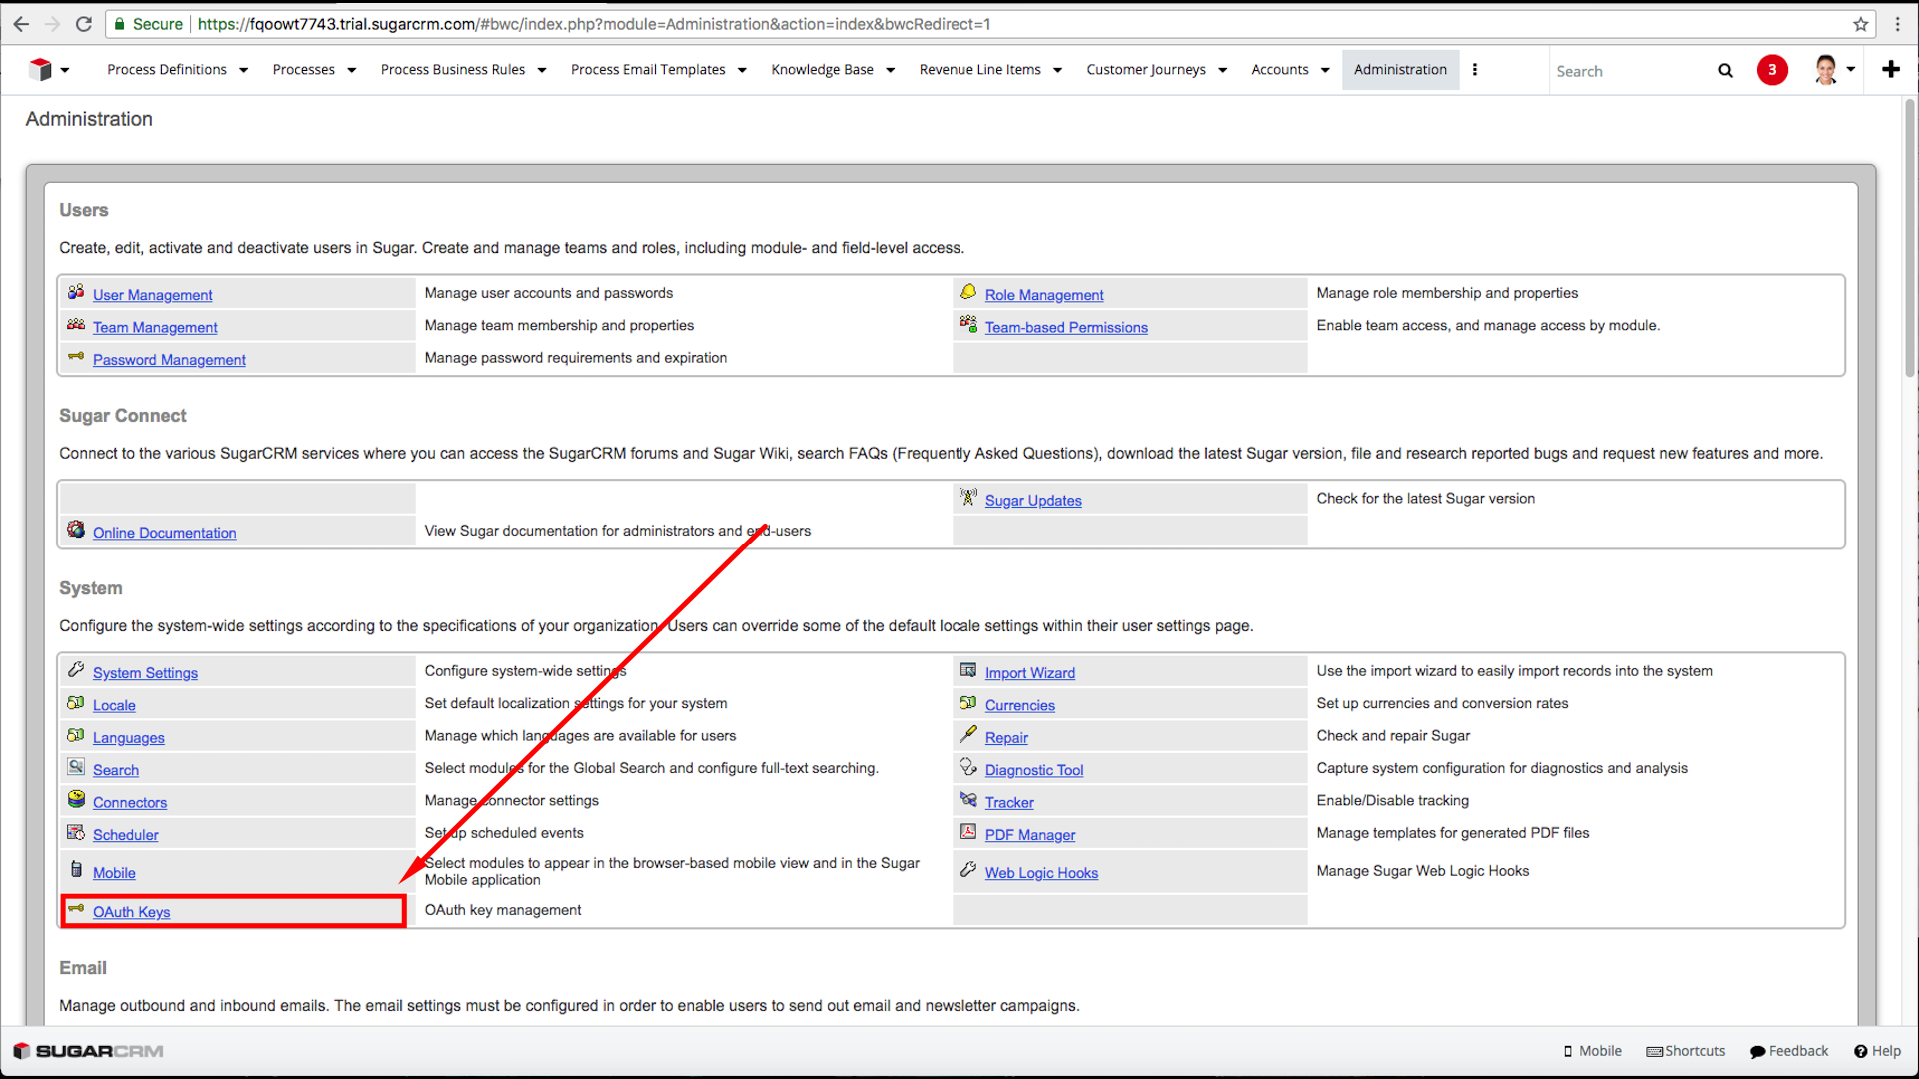 Secure https://fqoowt7743.trial.sugarcrm.com/#bwc/index.php?module=Administration&action=index&bwcRedirect=1
Process Definitions Processes Process Business Rules Process Email Templates Knowledge Base Revenue Line Items Customer Journeys Accounts Administration Search 3
Administration
Users
Create, edit, activate and deactivate users in Sugar. Create and manage teams and roles, including module- and field-level access.
User Management Manage user accounts and passwords Role Management Manage role membership and properties
Team Management Manage team membership and properties Team-based Permissions Enable team access, and manage access by module.
Password Management Manage password requirements and expiration
Sugar Connect
Connect to the various SugarCRM services where you can access the SugarCRM forums and Sugar Wiki, search FAQs (Frequently Asked Questions), download the latest Sugar version, file and research reported bugs and request new features and more.
Sugar Updates Check for the latest Sugar version
Online Documentation View Sugar documentation for administrators and end-users
System
Configure the system-wide settings according to the specifications of your organization. Users can override some of the default locale settings within their user settings page.
System Settings Configure system-wide settings Import Wizard Use the import wizard to easily import records into the system
Locale Set default localization settings for your system Currencies Set up currencies and conversion rates
Languages Manage which languages are available for users Repair Check and repair Sugar
Search Select modules for the Global Search and configure full-text searching. Diagnostic Tool Capture system configuration for diagnostics and analysis
Connectors Manage connector settings Tracker Enable/Disable tracking
Scheduler Set up scheduled events PDF Manager Manage templates for generated PDF files
Mobile Select modules to appear in the browser-based mobile view and in the Sugar Mobile application Web Logic Hooks Manage Sugar Web Logic Hooks
OAuth Keys OAuth key management
Email
Manage outbound and inbound emails. The email settings must be configured in order to enable users to send out email and newsletter campaigns.
SUGARCRM Mobile Shortcuts Feedback Help